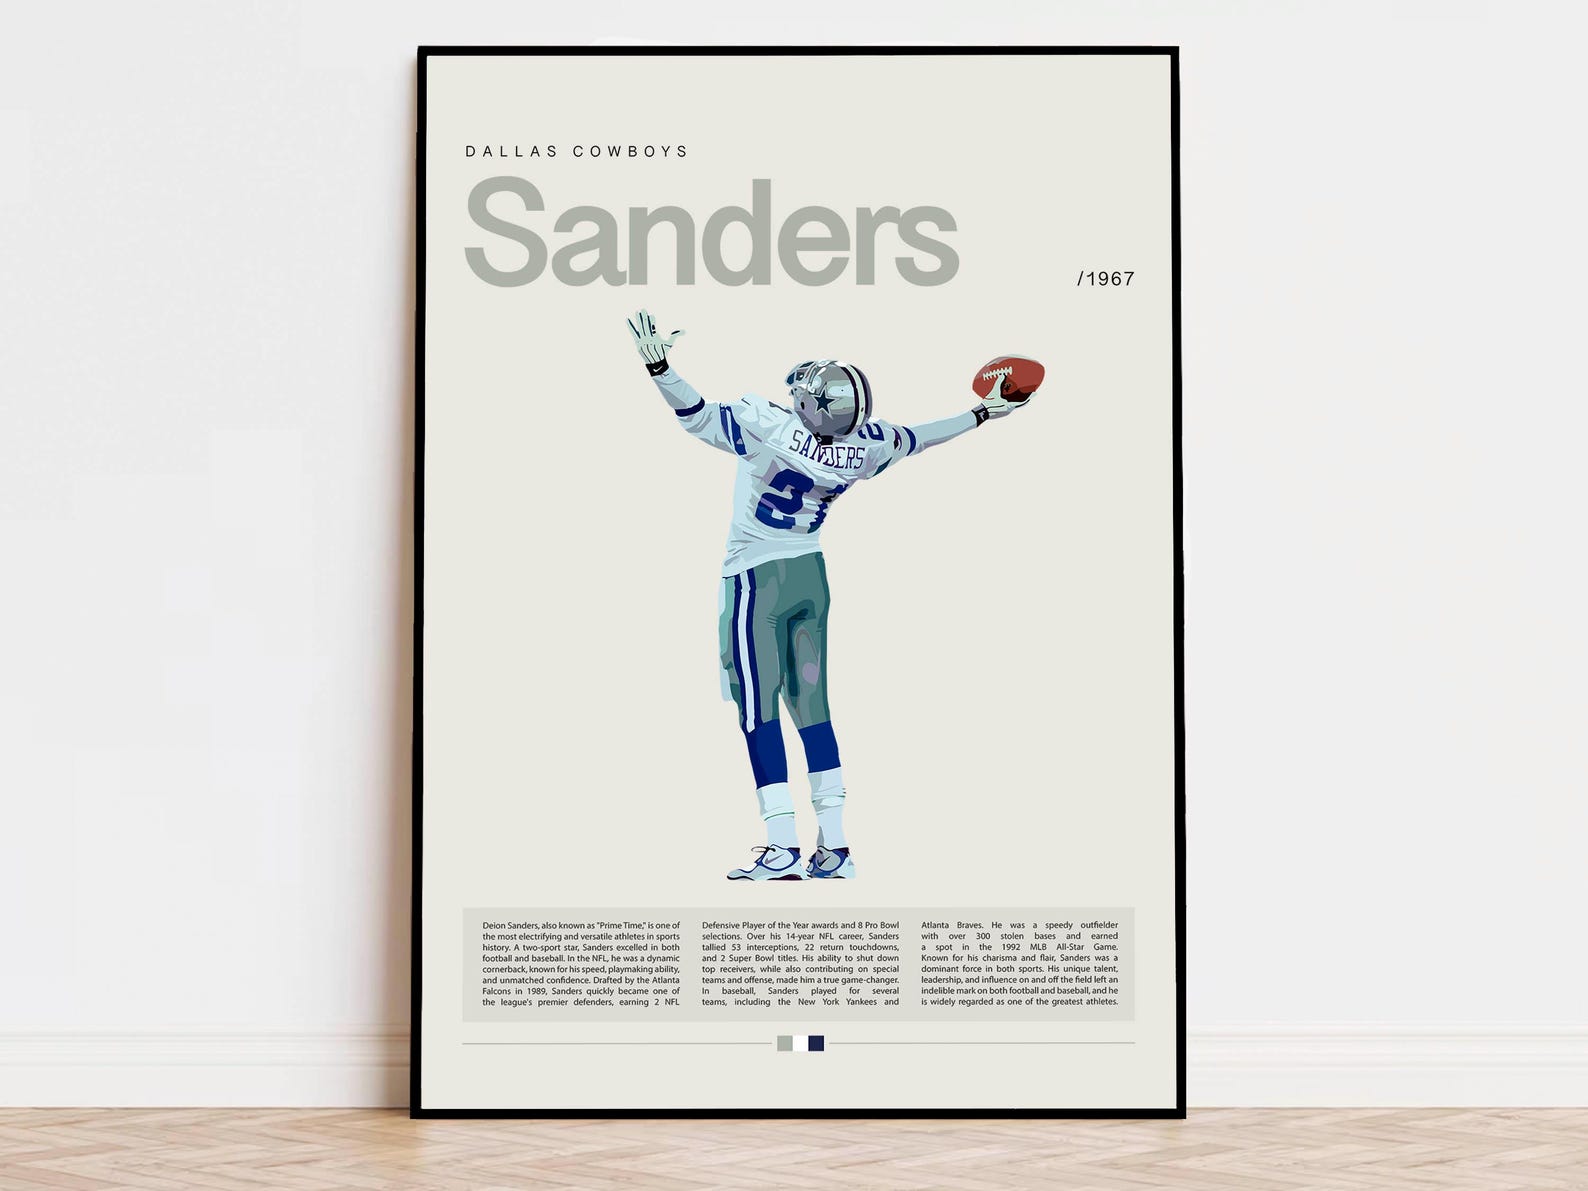 DALLAS COWBOYS
Sanders
/1967
SANDERS
21
2
Deion Sanders, also known as "Prime Time," is one of
the most electrifying and versatile athletes in sports
history. A two-sport star, Sanders excelled in both
football and baseball. In the NFL, he was a dynamic
cornerback, known for his speed, playmaking ability,
and unmatched confidence. Drafted by the Atlanta
Falcons in 1989, Sanders quickly became one of
the league's premier defenders, earning 2 NFL
Defensive Player of the Year awards and 8 Pro Bowl
selections. Over his 14-year NFL career, Sanders
tallied 53 interceptions, 22 return touchdowns,
and 2 Super Bowl titles. His ability to shut down
top receivers, while also contributing on special
teams and offense, made him a true game-changer.
In baseball, Sanders played for several
teams, including the New York Yankees and
Atlanta Braves. He was a speedy outfielder
with over 300 stolen bases and earned
a spot in the 1992 MLB All-Star Game.
Known for his charisma and flair, Sanders was a
dominant force in both sports. His unique talent,
leadership, and influence on and off the field left an
indelible mark on both football and baseball, and he
is widely regarded as one of the greatest athletes.